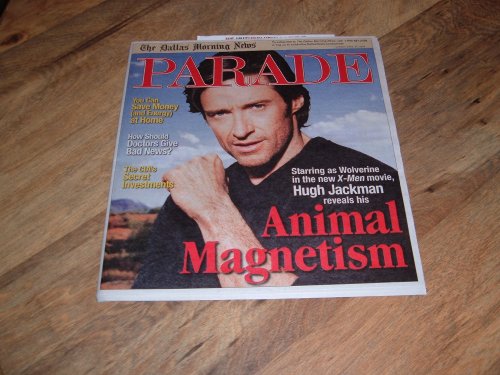 The Dallas Morning News
PARADE
You Can
Save Money
(and Energy)
at Home
How Should
Doctors Give
Bad News?
The CIA's
Secret
Investments
Starring as Wolverine
in the new X-Men movie,
Hugh Jackman
reveals his
Animal
Magnetism